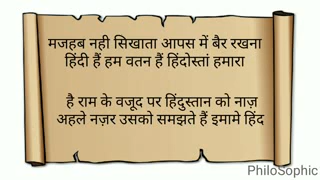 मजहब नही सिखाता आपस में बैर रखना
हिंदी हैं हम वतन हैं हिंदोस्तां हमारा
है राम के वजूद पर हिंदुस्तान को नाज़
अहले नज़र उसको समझते हैं इमामे हिंद
PhiloSophic